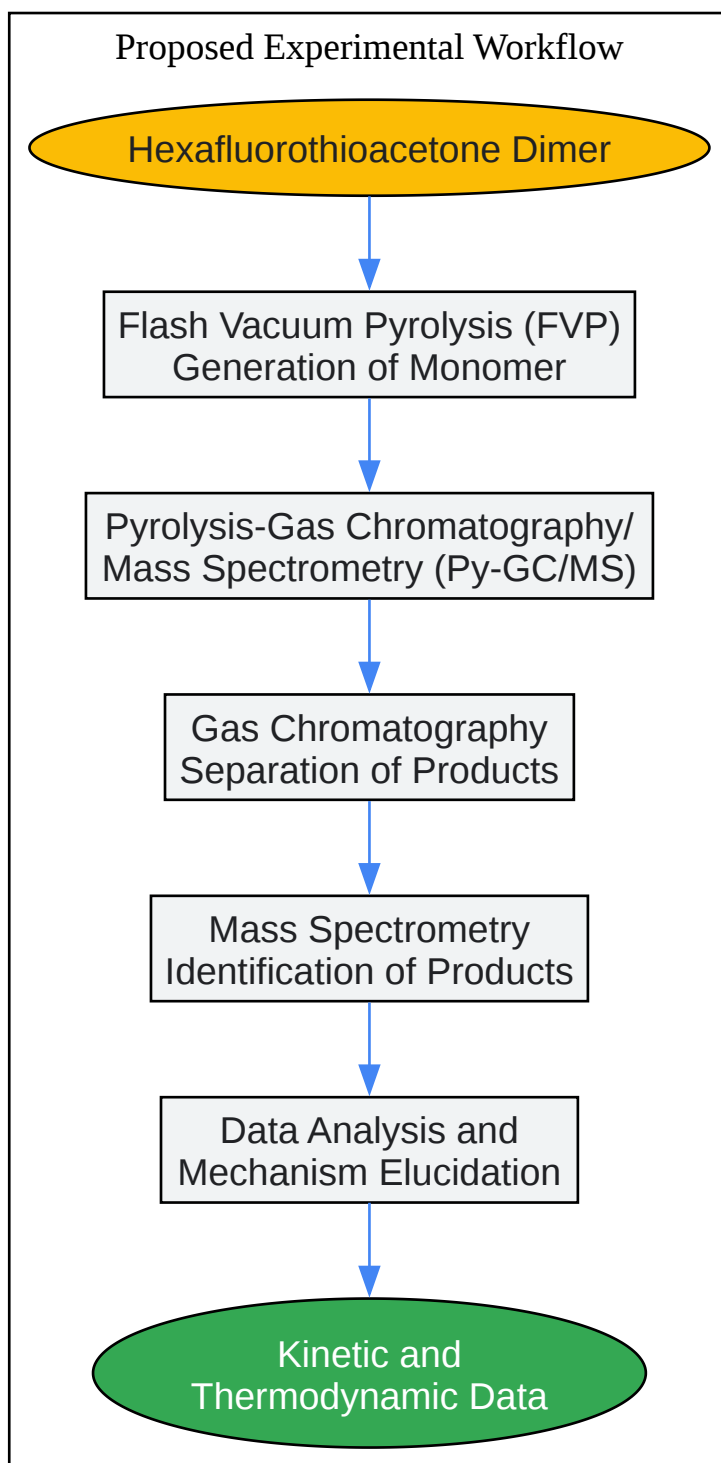 Proposed Experimental Workflow
Hexafluorothioacetone Dimer
Flash Vacuum Pyrolysis (FVP)
Generation of Monomer
Pyrolysis-Gas Chromatography/
Mass Spectrometry (Py-GC/MS)
Gas Chromatography
Separation of Products
Mass Spectrometry
Identification of Products
Data Analysis and
Mechanism Elucidation
Kinetic and
Thermodynamic Data